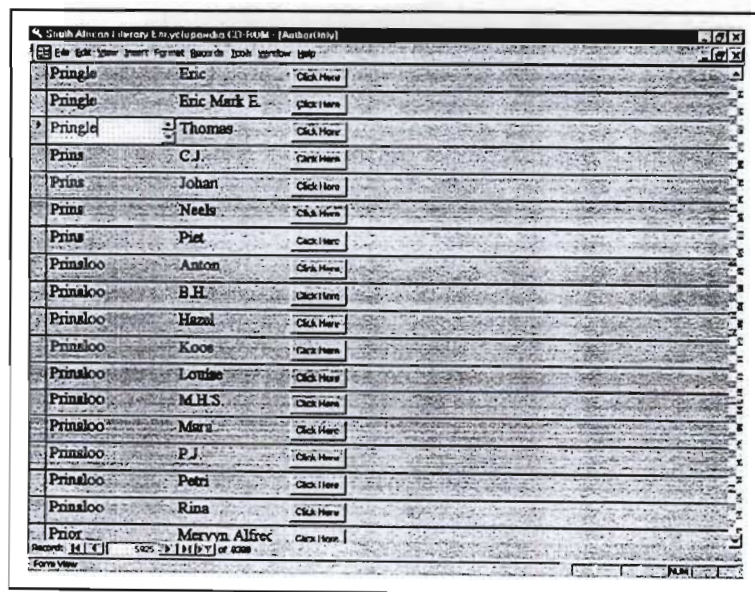 South African Literary Encyclopaedia CD-ROM - [AuthorOnly]
File Edit View Insert Format Records Tools Window Help
Pringle Eric Click Here
Pringle Eric Mark E. Click Here
Pringle Thomas Click Here
Prins C.J. Click Here
Prins Johan Click Here
Prins Neels Click Here
Prins Piet Click Here
Prinsloo Anton Click Here
Prinsloo B.H. Click Here
Prinsloo Hazel Click Here
Prinsloo Koos Click Here
Prinsloo Louise Click Here
Prinsloo M.H.S. Click Here
Prinsloo Mara Click Here
Prinsloo P.J. Click Here
Prinsloo Petri Click Here
Prinsloo Rina Click Here
Prior Mervyn Alfred Click Here
Record: 5925 of
Form View NUM